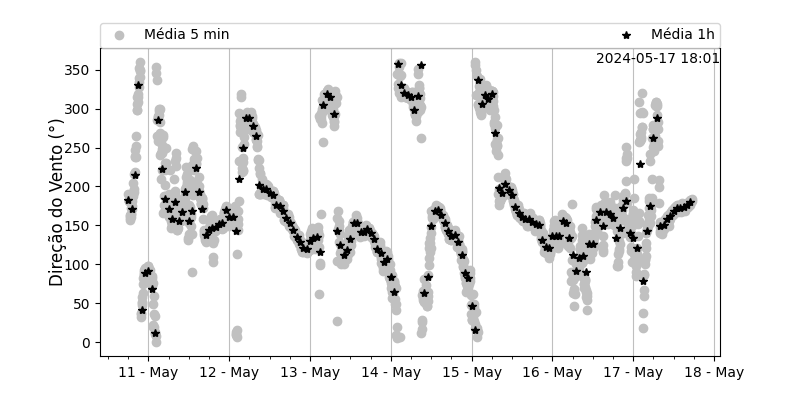 Média 5 min
Média 1h
2024-05-17 18:01
Direção do Vento (°)
350
300
250
200
150
100
50
0
11 - May
12 - May
13 - May
14 - May
15 - May
16 - May
17 - May
18 - May